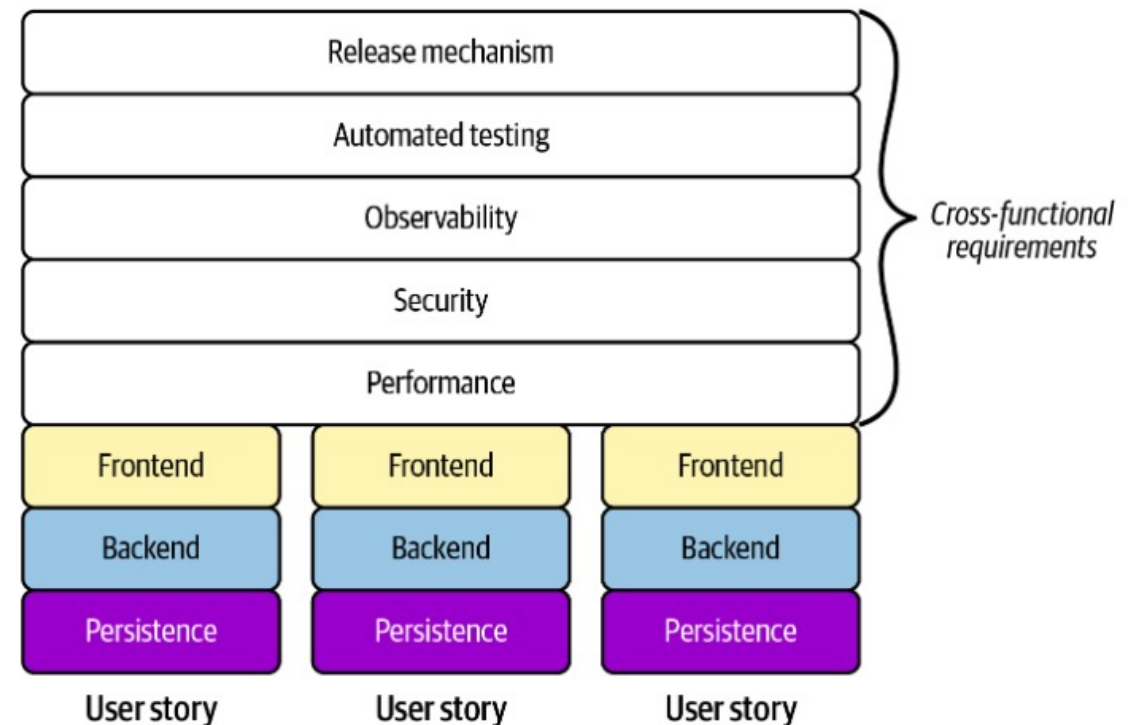 Release mechanism
Automated testing
Observability
Cross-functional
requirements
Security
Performance
Frontend Frontend Frontend
Backend Backend Backend
Persistence Persistence Persistence
User story User story User story